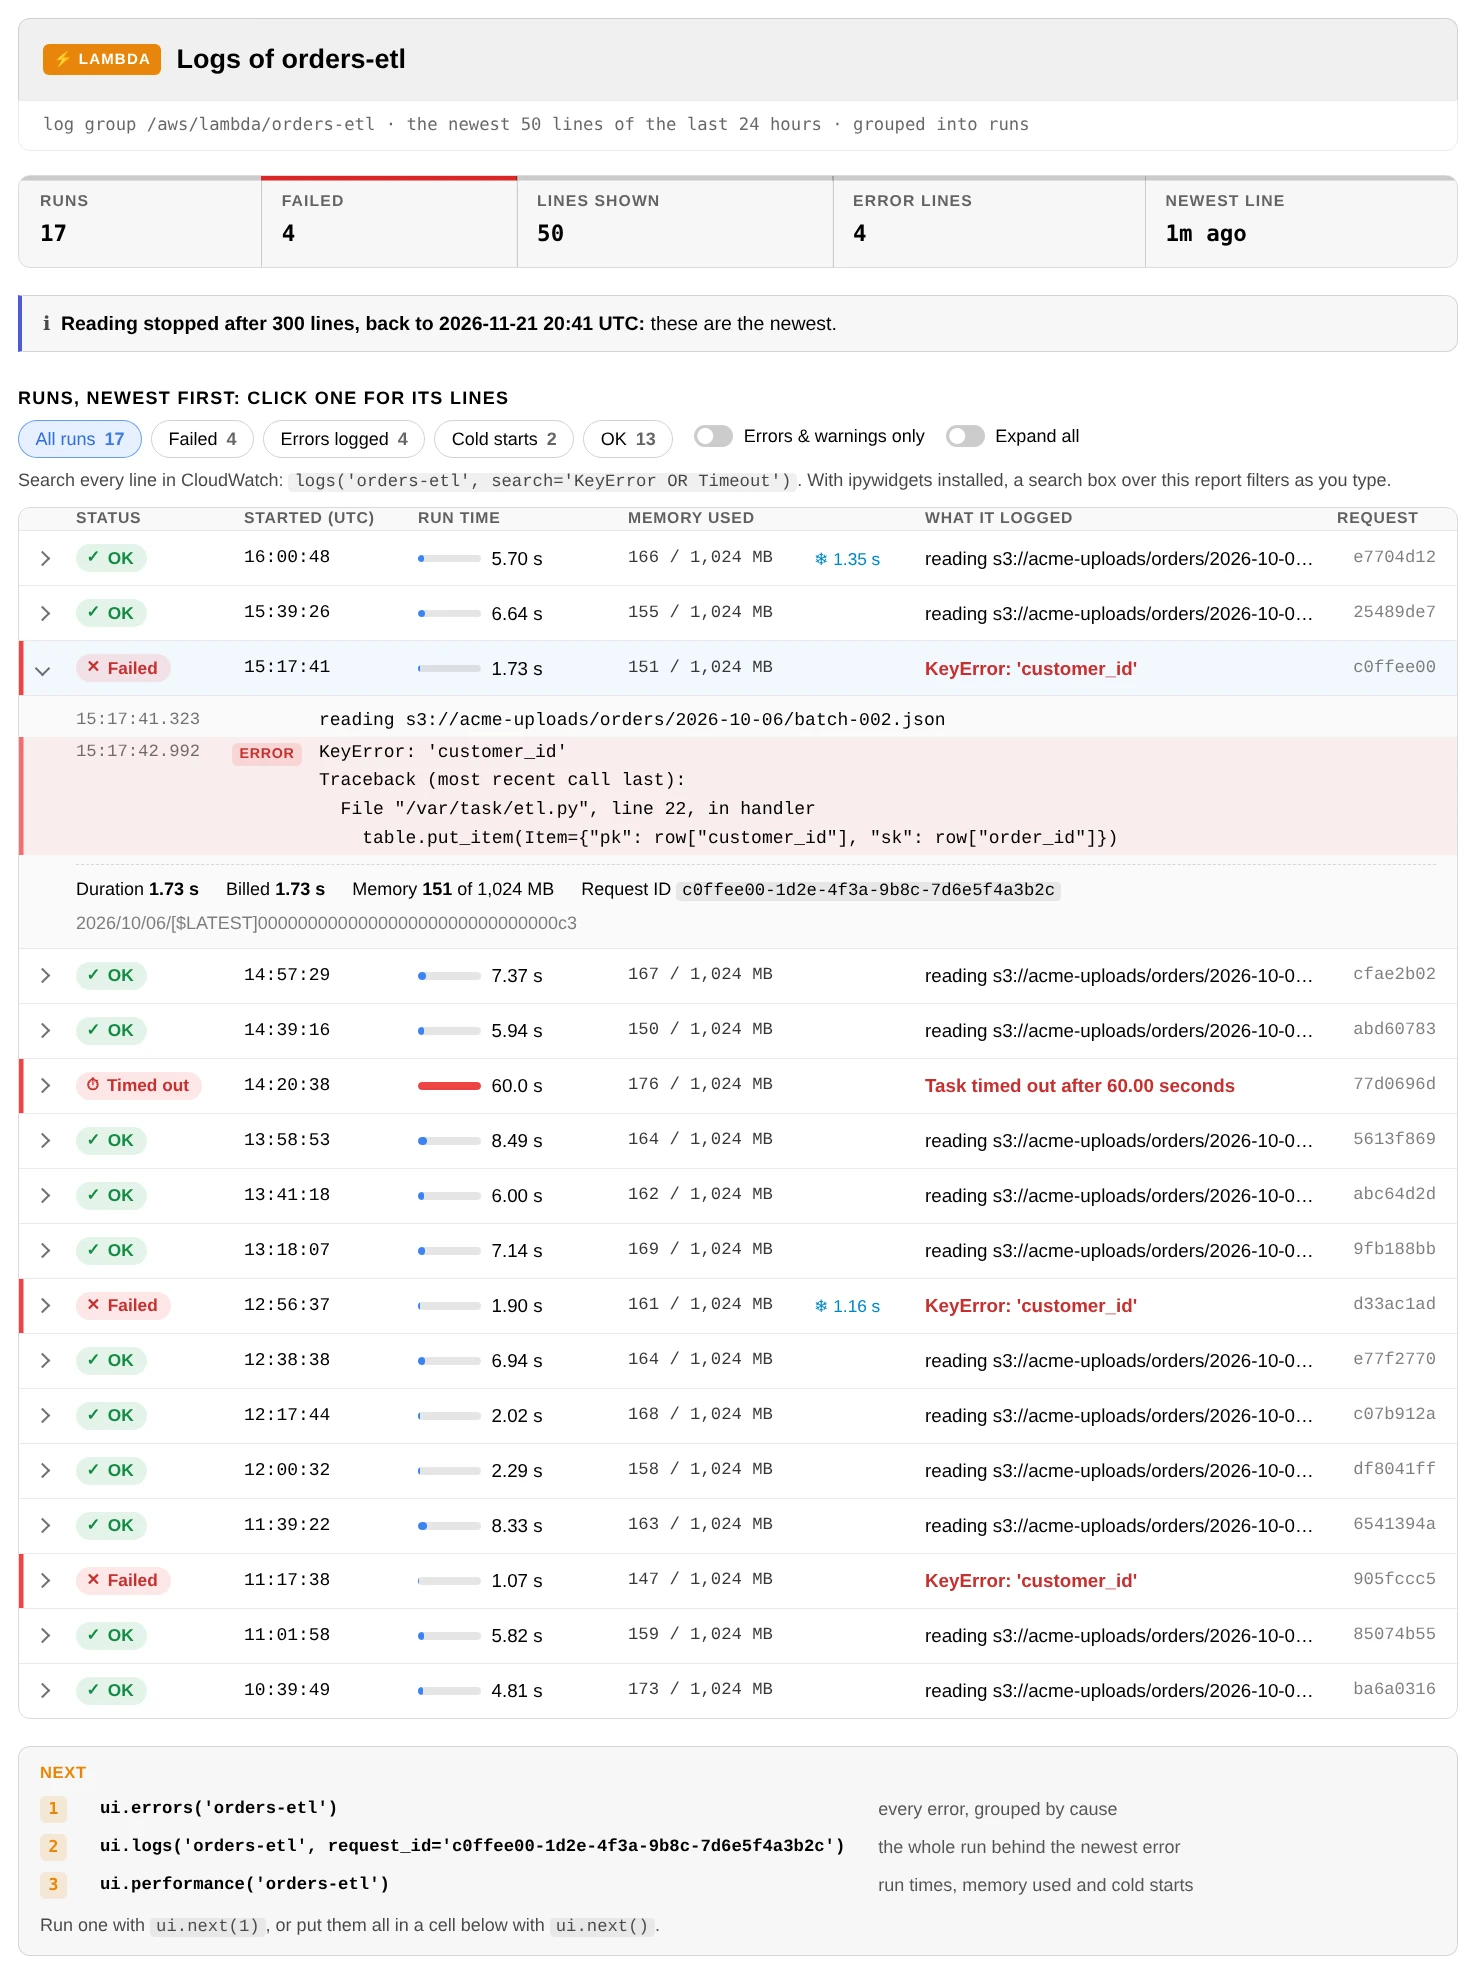 ⚡ LAMBDA Logs of orders-etl
log group /aws/lambda/orders-etl · the newest 50 lines of the last 24 hours · grouped into runs
RUNS FAILED LINES SHOWN ERROR LINES NEWEST LINE
17 4 50 4 1m ago
ℹ Reading stopped after 300 lines, back to 2026-11-21 20:41 UTC: these are the newest.
RUNS, NEWEST FIRST: CLICK ONE FOR ITS LINES
All runs 17 Failed 4 Errors logged 4 Cold starts 2 OK 13 Errors & warnings only Expand all
Search every line in CloudWatch: logs('orders-etl', search='KeyError OR Timeout'). With ipywidgets installed, a search box over this report filters as you type.
STATUS STARTED (UTC) RUN TIME MEMORY USED WHAT IT LOGGED REQUEST
✓ OK 16:00:48 5.70 s 166 / 1,024 MB ❄ 1.35 s reading s3://acme-uploads/orders/2026-10-0… e7704d12
✓ OK 15:39:26 6.64 s 155 / 1,024 MB reading s3://acme-uploads/orders/2026-10-0… 25489de7
✕ Failed 15:17:41 1.73 s 151 / 1,024 MB KeyError: 'customer_id' c0ffee00
15:17:41.323 reading s3://acme-uploads/orders/2026-10-06/batch-002.json
15:17:42.992 ERROR KeyError: 'customer_id'
Traceback (most recent call last):
File "/var/task/etl.py", line 22, in handler
table.put_item(Item={"pk": row["customer_id"], "sk": row["order_id"]})
Duration 1.73 s Billed 1.73 s Memory 151 of 1,024 MB Request ID c0ffee00-1d2e-4f3a-9b8c-7d6e5f4a3b2c
2026/10/06/[$LATEST]000000000000000000000000000000c3
✓ OK 14:57:29 7.37 s 167 / 1,024 MB reading s3://acme-uploads/orders/2026-10-0… cfae2b02
✓ OK 14:39:16 5.94 s 150 / 1,024 MB reading s3://acme-uploads/orders/2026-10-0… abd60783
⏱ Timed out 14:20:38 60.0 s 176 / 1,024 MB Task timed out after 60.00 seconds 77d0696d
✓ OK 13:58:53 8.49 s 164 / 1,024 MB reading s3://acme-uploads/orders/2026-10-0… 5613f869
✓ OK 13:41:18 6.00 s 162 / 1,024 MB reading s3://acme-uploads/orders/2026-10-0… abc64d2d
✓ OK 13:18:07 7.14 s 169 / 1,024 MB reading s3://acme-uploads/orders/2026-10-0… 9fb188bb
✕ Failed 12:56:37 1.90 s 161 / 1,024 MB ❄ 1.16 s KeyError: 'customer_id' d33ac1ad
✓ OK 12:38:38 6.94 s 164 / 1,024 MB reading s3://acme-uploads/orders/2026-10-0… e77f2770
✓ OK 12:17:44 2.02 s 168 / 1,024 MB reading s3://acme-uploads/orders/2026-10-0… c07b912a
✓ OK 12:00:32 2.29 s 158 / 1,024 MB reading s3://acme-uploads/orders/2026-10-0… df8041ff
✓ OK 11:39:22 8.33 s 163 / 1,024 MB reading s3://acme-uploads/orders/2026-10-0… 6541394a
✕ Failed 11:17:38 1.07 s 147 / 1,024 MB KeyError: 'customer_id' 905fccc5
✓ OK 11:01:58 5.82 s 159 / 1,024 MB reading s3://acme-uploads/orders/2026-10-0… 85074b55
✓ OK 10:39:49 4.81 s 173 / 1,024 MB reading s3://acme-uploads/orders/2026-10-0… ba6a0316
NEXT
1 ui.errors('orders-etl') every error, grouped by cause
2 ui.logs('orders-etl', request_id='c0ffee00-1d2e-4f3a-9b8c-7d6e5f4a3b2c') the whole run behind the newest error
3 ui.performance('orders-etl') run times, memory used and cold starts
Run one with ui.next(1), or put them all in a cell below with ui.next().